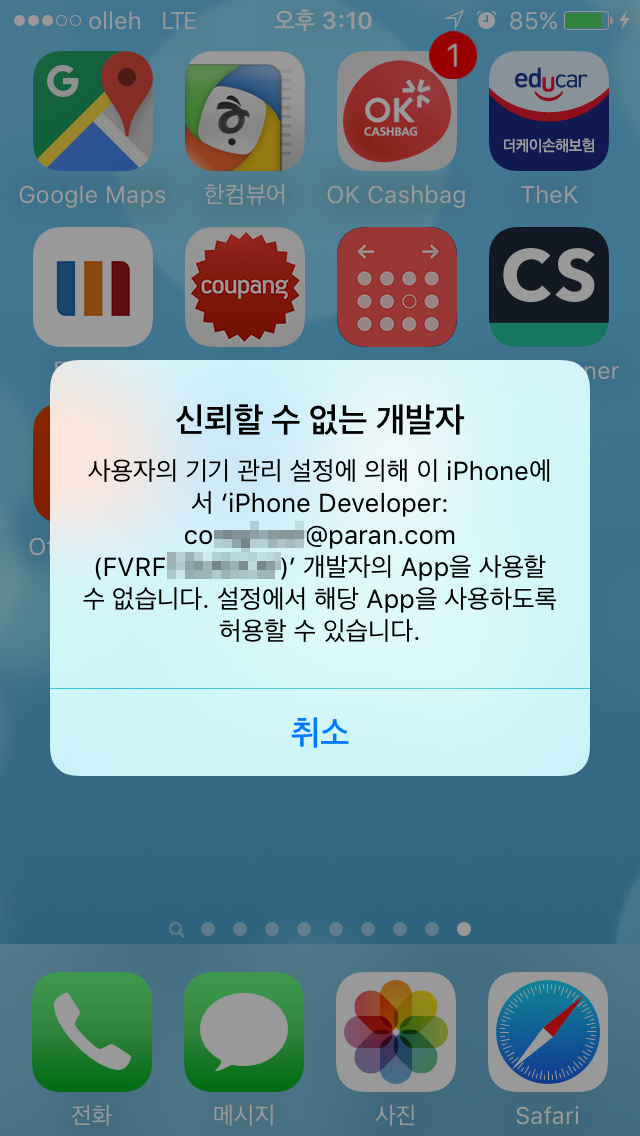 olleh LTE 오후 3:10 85%
G
1
OK
CASHBAG
educar
더케이손해보험
Google Maps 한컴뷰어 OK Cashbag TheK
coupang
CS
ner
신뢰할 수 없는 개발자
사용자의 기기 관리 설정에 의해 이 iPhone에
서 ‘iPhone Developer:
co @paran.com
(FVRF )’ 개발자의 App을 사용할
수 없습니다. 설정에서 해당 App을 사용하도록
허용할 수 있습니다.
Of
취소
전화 메시지 사진 Safari